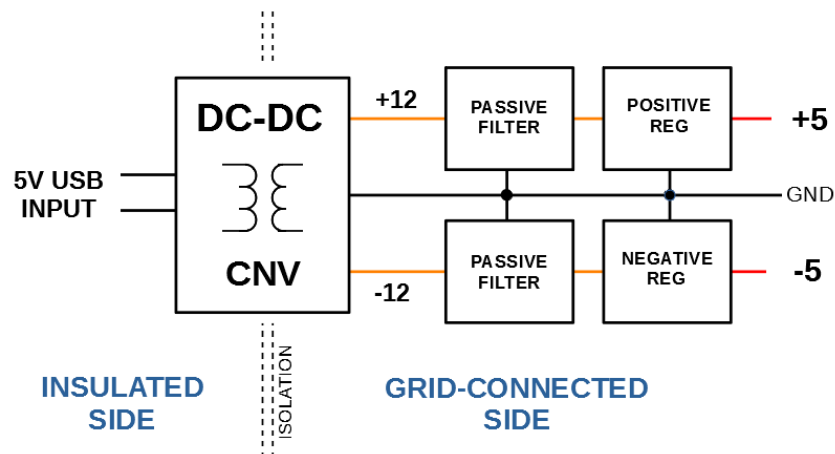 DC-DC
CNV
5V USB
INPUT
+12
-12
PASSIVE
FILTER
POSITIVE
REG
+5
GND
PASSIVE
FILTER
NEGATIVE
REG
-5
INSULATED
SIDE
ISOLATION
GRID-CONNECTED
SIDE